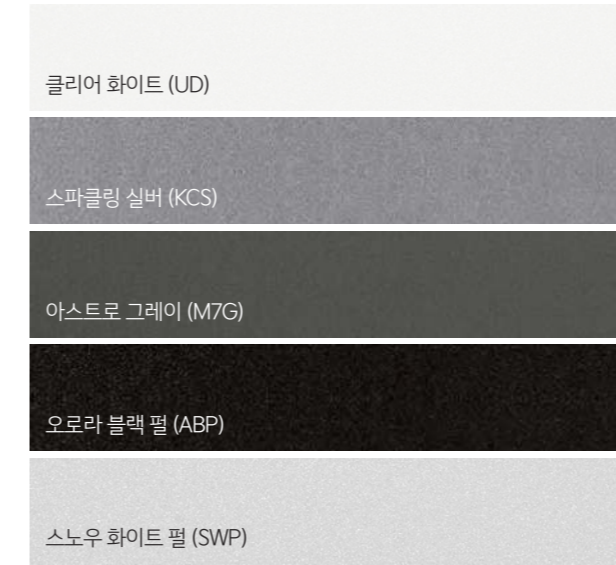 클리어 화이트 (UD)
스파클링 실버 (KCS)
아스트로 그레이 (M7G)
오로라 블랙 펄 (ABP)
스노우 화이트 펄 (SWP)